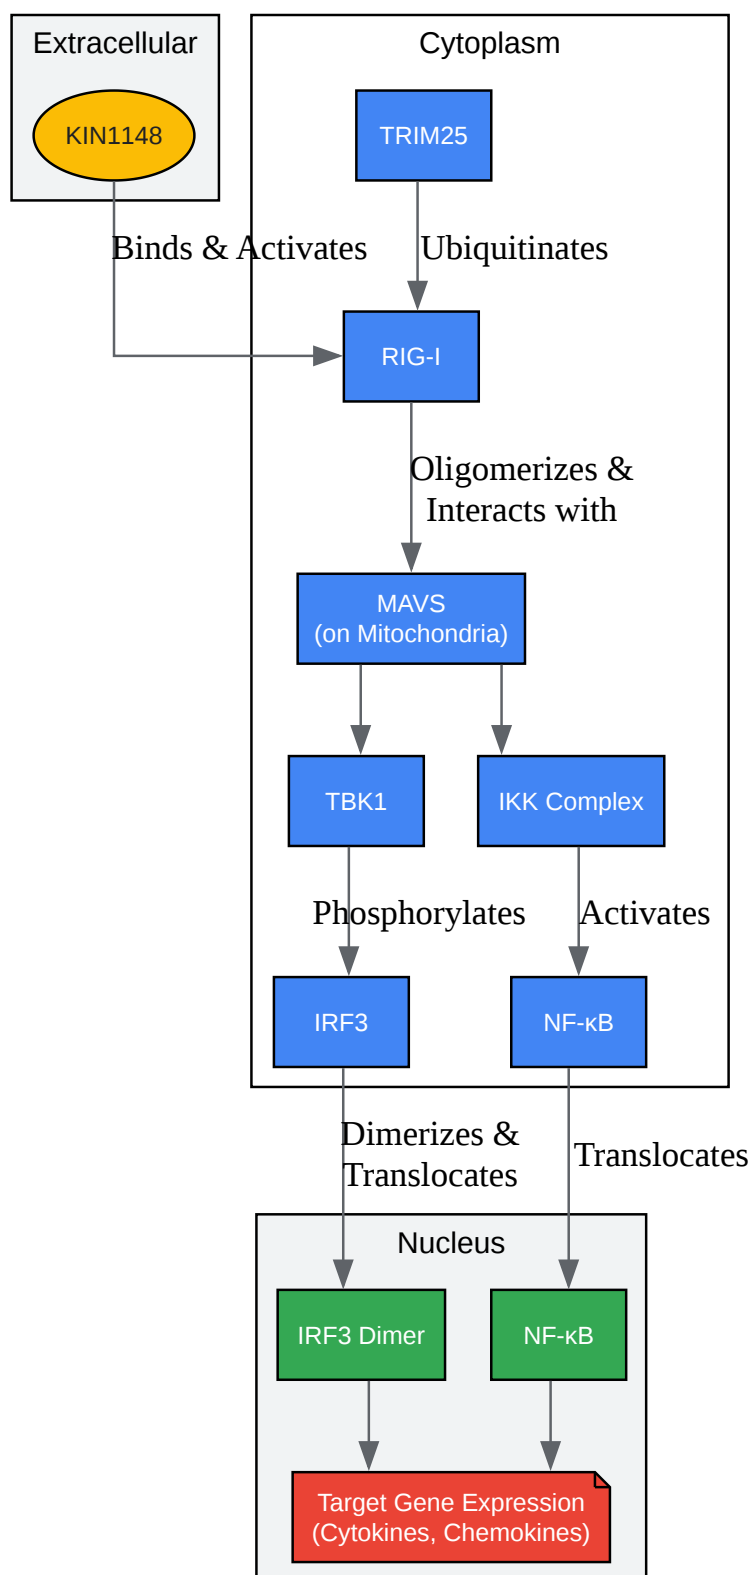 Extracellular
Cytoplasm
KIN1148
TRIM25
Binds & Activates
Ubiquitinates
RIG-I
Oligomerizes &
Interacts with
MAVS
(on Mitochondria)
TBK1
IKK Complex
Phosphorylates
Activates
IRF3
NF-κB
Dimerizes &
Translocates
Translocates
Nucleus
IRF3 Dimer
NF-κB
Target Gene Expression
(Cytokines, Chemokines)